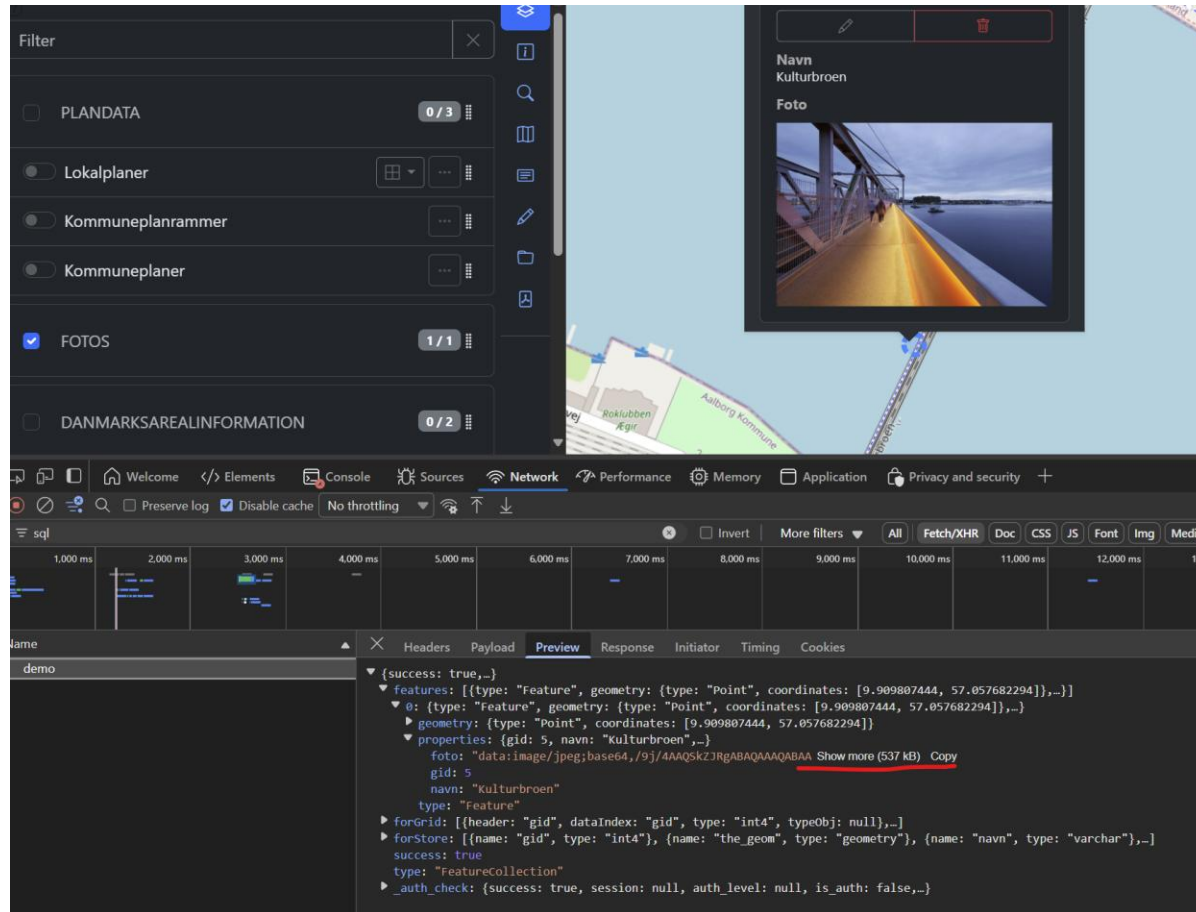 Filter
PLANDATA
0 / 3
Lokalplaner
Kommuneplanrammer
Kommuneplaner
FOTOS
1 / 1
DANMARKSAREALINFORMATION
0 / 2
Navn
Kulturbroen
Foto
Roklubben
Ægir
Aalborg Kommune
Welcome
</> Elements
Console
Sources
Network
Performance
Memory
Application
Privacy and security
Preserve log
Disable cache
No throttling
sql
Invert
More filters
All
Fetch/XHR
Doc
CSS
JS
Font
Img
1,000 ms
2,000 ms
3,000 ms
4,000 ms
5,000 ms
6,000 ms
7,000 ms
8,000 ms
9,000 ms
10,000 ms
11,000 ms
12,000 ms
demo
Headers
Payload
Preview
Response
Initiator
Timing
Cookies
{success: true,…}
features: [{type: "Feature", geometry: {type: "Point", coordinates: [9.909807444, 57.057682294]},…}]
0: {type: "Feature", geometry: {type: "Point", coordinates: [9.909807444, 57.057682294]},…}
geometry: {type: "Point", coordinates: [9.909807444, 57.057682294]}
properties: {gid: 5, navn: "Kulturbroen",…}
foto: "data:image/jpeg;base64,/9j/4AAQSkZJRgABAQAAAQABAA Show more (537 kB) Copy
gid: 5
navn: "Kulturbroen"
type: "Feature"
forGrid: [{header: "gid", dataIndex: "gid", type: "int4", typeObj: null},…]
forStore: [{name: "gid", type: "int4"}, {name: "the_geom", type: "geometry"}, {name: "navn", type: "varchar"},…]
success: true
type: "FeatureCollection"
_auth_check: {success: true, session: null, auth_level: null, is_auth: false,…}